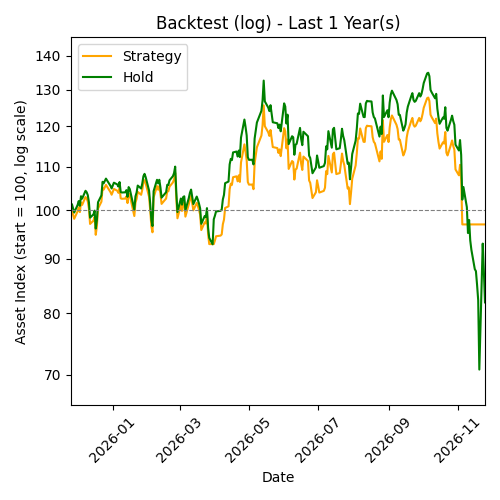 Backtest (log) - Last 1 Year(s)
Strategy
Hold
Asset Index (start = 100, log scale)
140
130
120
110
100
90
80
70
2026-01
2026-03
2026-05
2026-07
2026-09
2026-11
Date